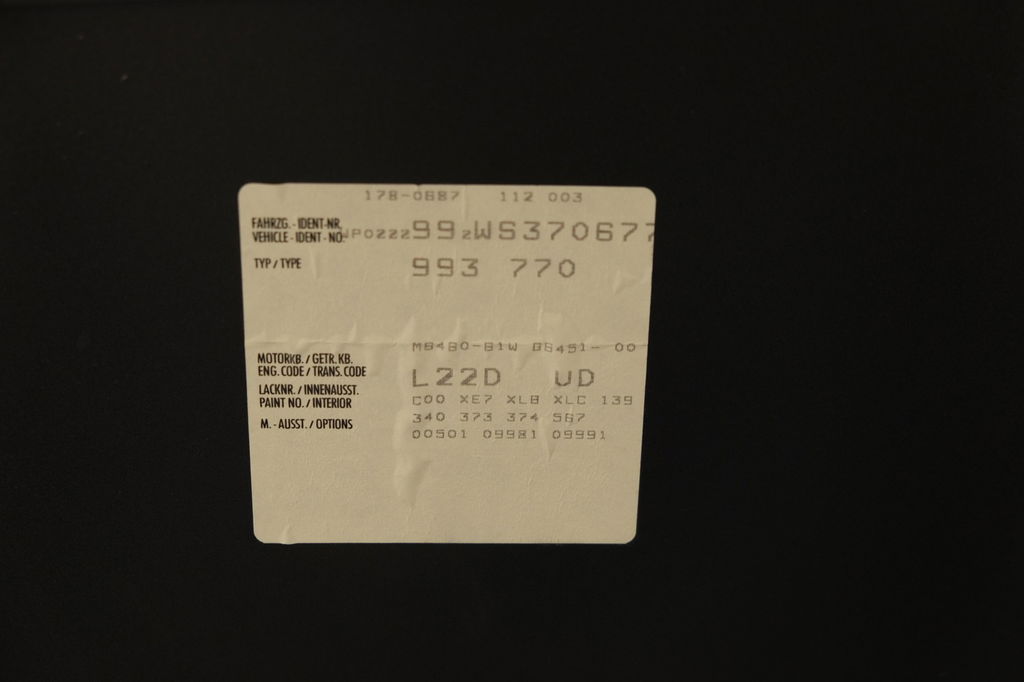 178-0687 112 003
FAHRZG.-IDENT-NR.
VEHICLE-IDENT-NO. WP0ZZZ99ZWS370677
TYP / TYPE 993 770
M6480-B1W G6451- 00
MOTORKB. / GETR. KB.
ENG. CODE / TRANS. CODE L22D UD
LACKNR. / INNENAUSST.
PAINT NO. / INTERIOR C00 XE7 XLB XLC 139
M. - AUSST. / OPTIONS 340 373 374 567
00501 09981 09991